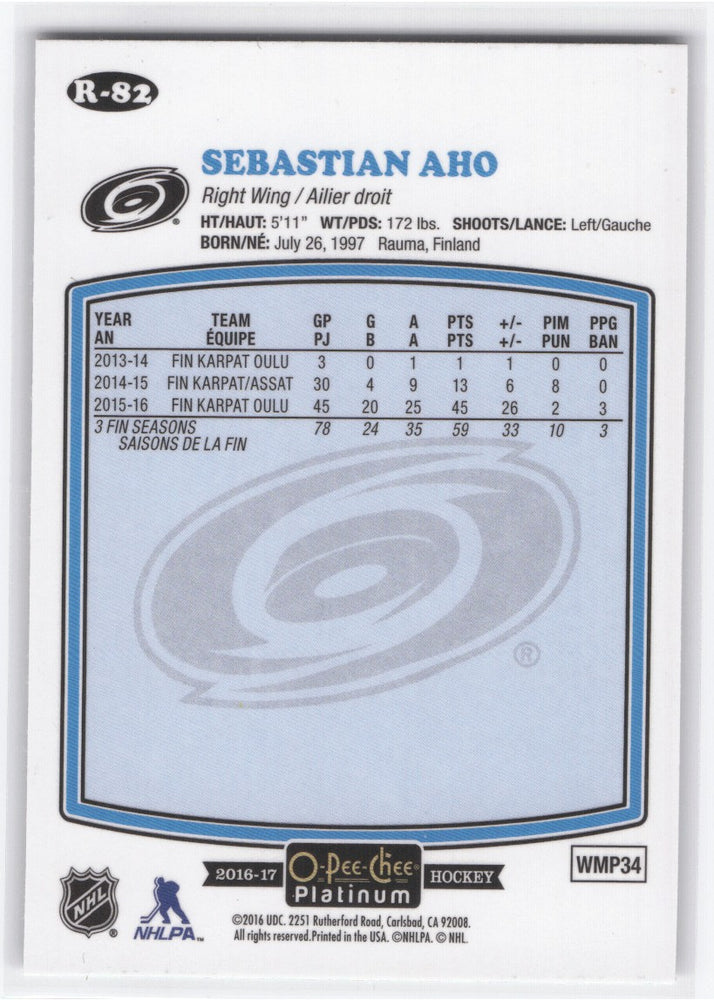 R-82
SEBASTIAN AHO
Right Wing / Ailier droit
HT/HAUT: 5'11" WT/PDS: 172 lbs. SHOOTS/LANCE: Left/Gauche
BORN/NÉ: July 26, 1997 Rauma, Finland
YEAR TEAM GP G A PTS +/- PIM PPG
AN ÉQUIPE PJ B A PTS +/- PUN BAN
2013-14 FIN KARPAT OULU 3 0 1 1 1 0 0
2014-15 FIN KARPAT/ASSAT 30 4 9 13 6 8 0
2015-16 FIN KARPAT OULU 45 20 25 45 26 2 3
3 FIN SEASONS 78 24 35 59 33 10 3
SAISONS DE LA FIN
®
®
2016-17 O-Pee-Chee® HOCKEY
Platinum
WMP34
NHL ®
NHLPA™
©2016 UDC. 2251 Rutherford Road, Carlsbad, CA 92008.
All rights reserved.Printed in the USA. ©NHLPA. © NHL.